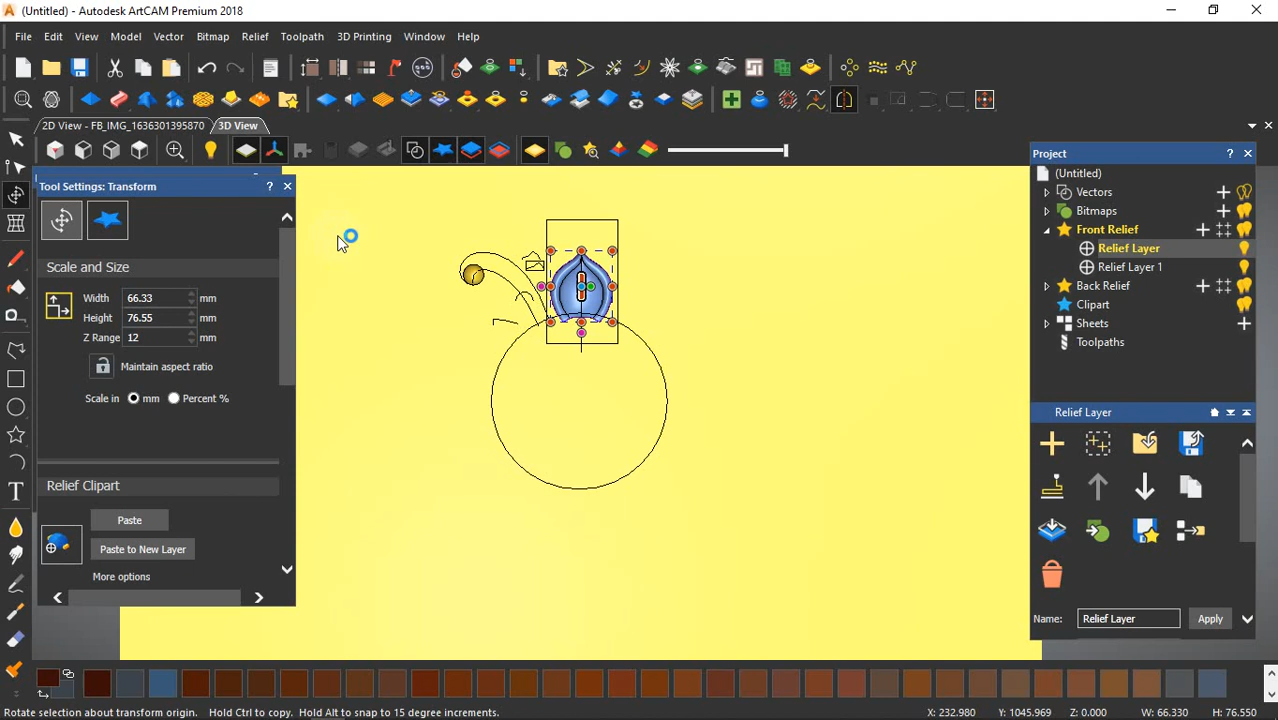 (Untitled) - Autodesk ArtCAM Premium 2018
File Edit View Model Vector Bitmap Relief Toolpath 3D Printing Window Help
2D View - FB_IMG_1636301395870 3D View
Tool Settings: Transform ?
Scale and Size
Width 66.33 mm
Height 76.55 mm
Z Range 12 mm
Maintain aspect ratio
Scale in mm Percent %
Relief Clipart
Paste
Paste to New Layer
More options
Project ?
(Untitled)
Vectors
Bitmaps
Front Relief
Relief Layer
Relief Layer 1
Back Relief
Clipart
Sheets
Toolpaths
Relief Layer
Name: Relief Layer Apply
Rotate selection about transform origin. Hold Ctrl to copy. Hold Alt to snap to 15 degree increments. X: 232.980 Y: 1045.969 Z: 0.000 W: 66.330 H: 76.550